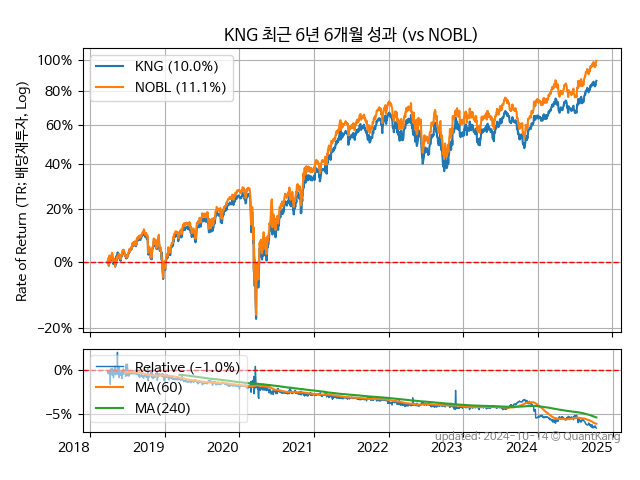 KNG 최근 6년 6개월 성과 (vs NOBL)
Rate of Return (TR; 배당재투자, Log)
100%
80%
60%
40%
20%
0%
−20%
KNG (10.0%)
NOBL (11.1%)
0%
−5%
Relative (−1.0%)
MA(60)
MA(240)
updated: 2024-10-14 © QuantKang
2018 2019 2020 2021 2022 2023 2024 2025